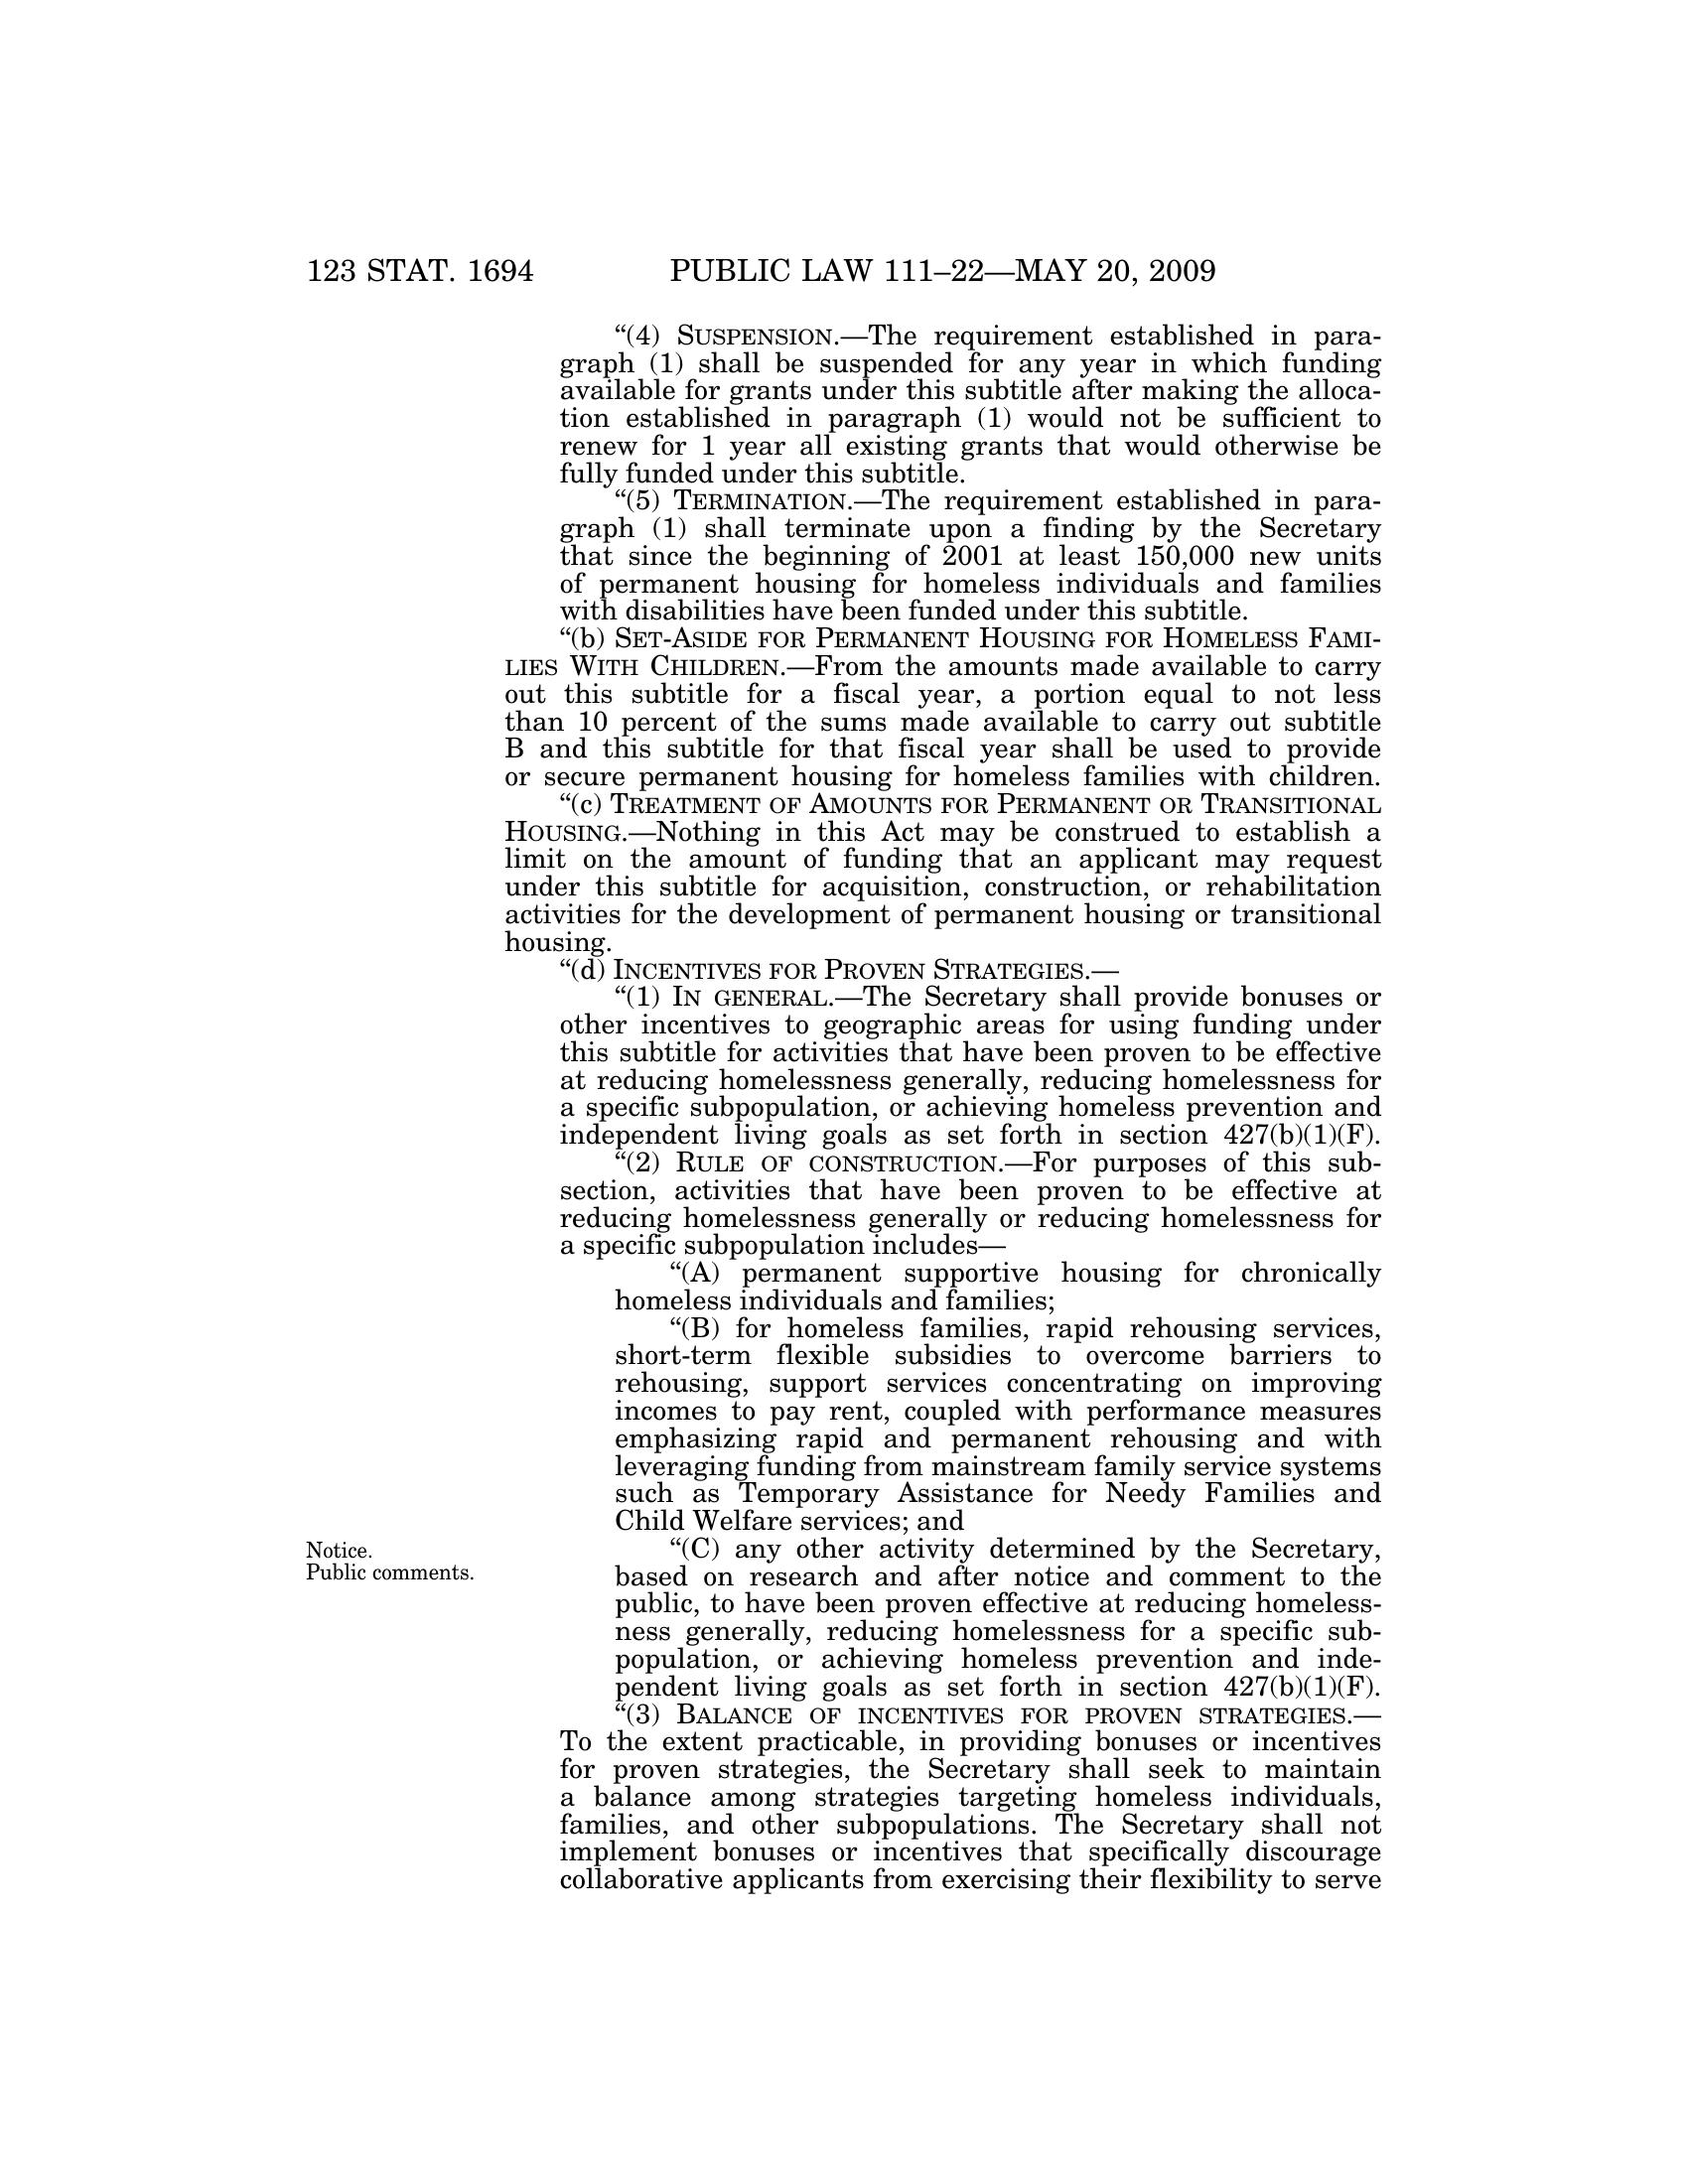 123 STAT. 1694 PUBLIC LAW 111–22—MAY 20, 2009
“(4) SUSPENSION.—The requirement established in para-
graph (1) shall be suspended for any year in which funding
available for grants under this subtitle after making the alloca-
tion established in paragraph (1) would not be sufficient to
renew for 1 year all existing grants that would otherwise be
fully funded under this subtitle.
“(5) TERMINATION.—The requirement established in para-
graph (1) shall terminate upon a finding by the Secretary
that since the beginning of 2001 at least 150,000 new units
of permanent housing for homeless individuals and families
with disabilities have been funded under this subtitle.
“(b) SET-ASIDE FOR PERMANENT HOUSING FOR HOMELESS FAMI-
LIES WITH CHILDREN.—From the amounts made available to carry
out this subtitle for a fiscal year, a portion equal to not less
than 10 percent of the sums made available to carry out subtitle
B and this subtitle for that fiscal year shall be used to provide
or secure permanent housing for homeless families with children.
“(c) TREATMENT OF AMOUNTS FOR PERMANENT OR TRANSITIONAL
HOUSING.—Nothing in this Act may be construed to establish a
limit on the amount of funding that an applicant may request
under this subtitle for acquisition, construction, or rehabilitation
activities for the development of permanent housing or transitional
housing.
“(d) INCENTIVES FOR PROVEN STRATEGIES.—
“(1) IN GENERAL.—The Secretary shall provide bonuses or
other incentives to geographic areas for using funding under
this subtitle for activities that have been proven to be effective
at reducing homelessness generally, reducing homelessness for
a specific subpopulation, or achieving homeless prevention and
independent living goals as set forth in section 427(b)(1)(F).
“(2) RULE OF CONSTRUCTION.—For purposes of this sub-
section, activities that have been proven to be effective at
reducing homelessness generally or reducing homelessness for
a specific subpopulation includes—
“(A) permanent supportive housing for chronically
homeless individuals and families;
“(B) for homeless families, rapid rehousing services,
short-term flexible subsidies to overcome barriers to
rehousing, support services concentrating on improving
incomes to pay rent, coupled with performance measures
emphasizing rapid and permanent rehousing and with
leveraging funding from mainstream family service systems
such as Temporary Assistance for Needy Families and
Child Welfare services; and
Notice.
Public comments.
“(C) any other activity determined by the Secretary,
based on research and after notice and comment to the
public, to have been proven effective at reducing homeless-
ness generally, reducing homelessness for a specific sub-
population, or achieving homeless prevention and inde-
pendent living goals as set forth in section 427(b)(1)(F).
“(3) BALANCE OF INCENTIVES FOR PROVEN STRATEGIES.—
To the extent practicable, in providing bonuses or incentives
for proven strategies, the Secretary shall seek to maintain
a balance among strategies targeting homeless individuals,
families, and other subpopulations. The Secretary shall not
implement bonuses or incentives that specifically discourage
collaborative applicants from exercising their flexibility to serve